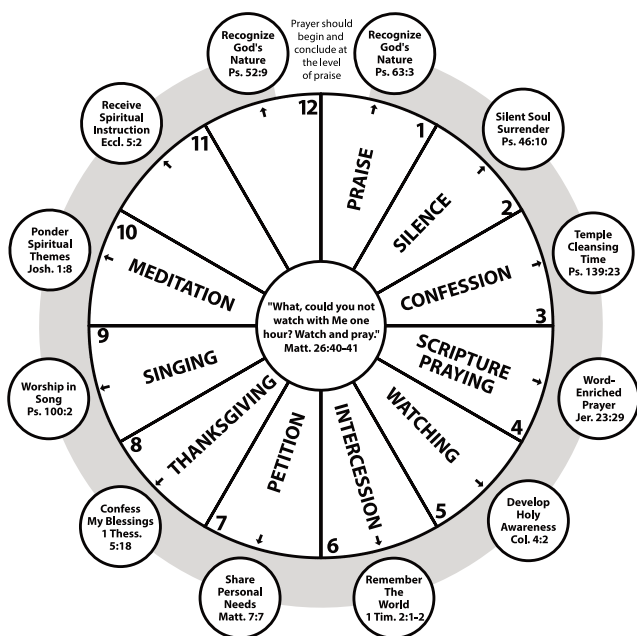 Prayer should
begin and
conclude at
the level
of praise
Recognize
God's
Nature
Ps. 63:3
1
PRAISE
Silent Soul
Surrender
Ps. 46:10
2
SILENCE
Temple
Cleansing
Time
Ps. 139:23
3
CONFESSION
Word-
Enriched
Prayer
Jer. 23:29
4
SCRIPTURE
PRAYING
Develop
Holy
Awareness
Col. 4:2
5
WATCHING
Remember
The
World
1 Tim. 2:1-2
6
INTERCESSION
Share
Personal
Needs
Matt. 7:7
7
PETITION
Confess
My Blessings
1 Thess.
5:18
8
THANKSGIVING
Worship in
Song
Ps. 100:2
9
SINGING
Ponder
Spiritual
Themes
Josh. 1:8
10
MEDITATION
Receive
Spiritual
Instruction
Eccl. 5:2
11
Recognize
God's
Nature
Ps. 52:9
12
"What, could you not
watch with Me one
hour? Watch and pray."
Matt. 26:40–41